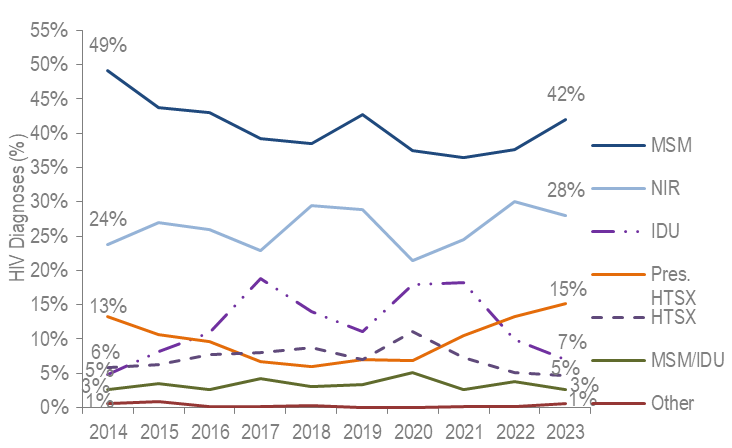 HIV Diagnoses (%)
55%
50%
45%
40%
35%
30%
25%
20%
15%
10%
5%
0%
49%
24%
13%
6%
5%
3%
1%
42%
28%
15%
7%
5%
3%
1%
2014 2015 2016 2017 2018 2019 2020 2021 2022 2023
MSM
NIR
IDU
Pres.
HTSX
HTSX
MSM/IDU
Other